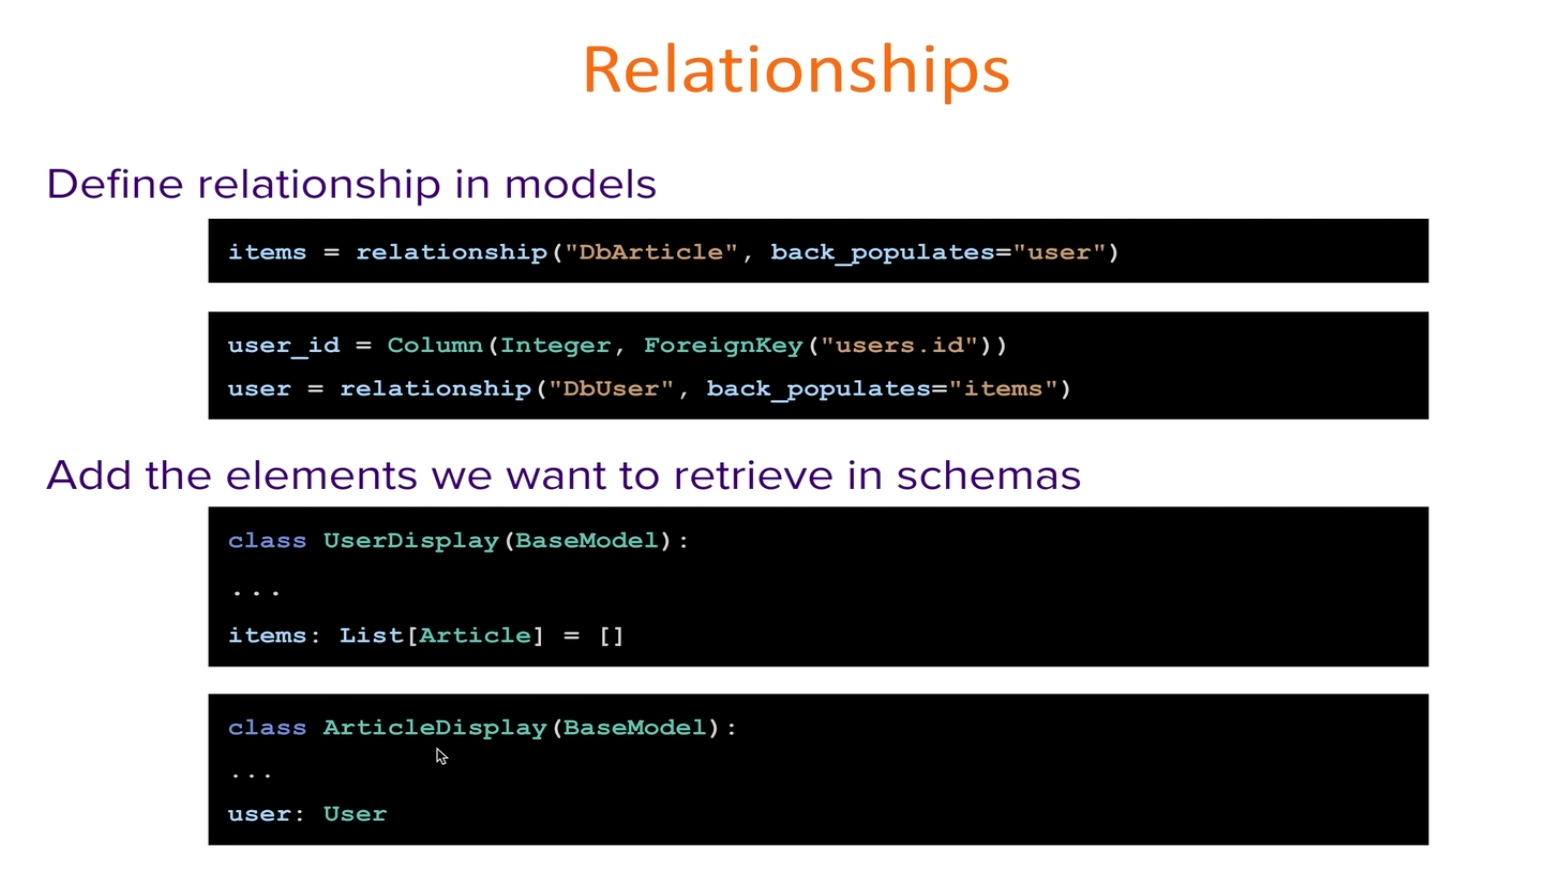 Relationships
Define relationship in models
items = relationship("DbArticle", back_populates="user")
user_id = Column(Integer, ForeignKey("users.id"))
user = relationship("DbUser", back_populates="items")
Add the elements we want to retrieve in schemas
class UserDisplay(BaseModel):
...
items: List[Article] = []
class ArticleDisplay(BaseModel):
...
user: User